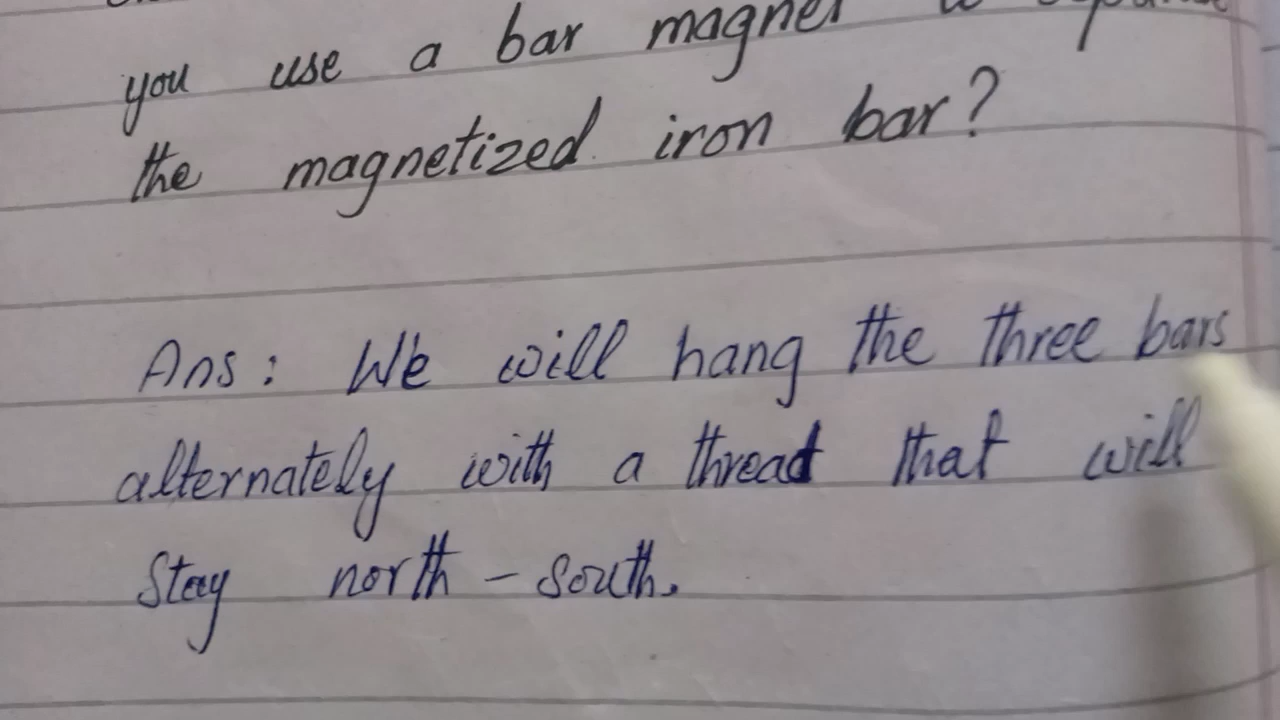 you use a bar magnet
the magnetized iron bar?
Ans: We will hang the three bars
alternately with a thread that will
Stay north - south.